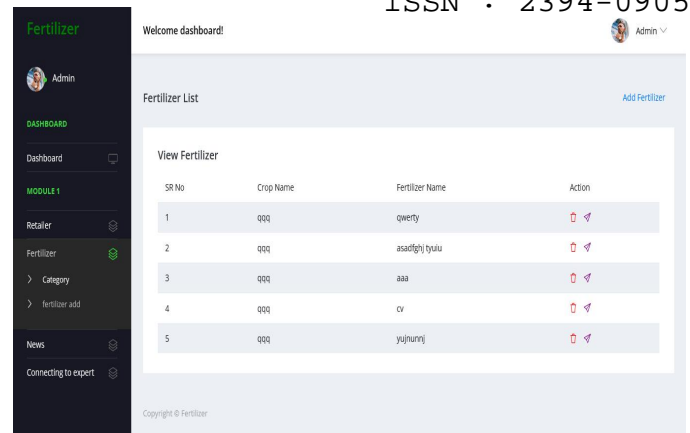 ISSN : 2394-0905
Fertilizer
Welcome dashboard!
Admin
Admin
Fertilizer List
Add Fertilizer
DASHBOARD
Dashboard
MODULE 1
Retailer
Fertilizer
Category
fertilizer add
News
Connecting to expert
View Fertilizer
SR No Crop Name Fertilizer Name Action
1 qqq qwerty
2 qqq asadfghj tyuiu
3 qqq aaa
4 qqq cv
5 qqq yujnunnj
Copyright © Fertilizer